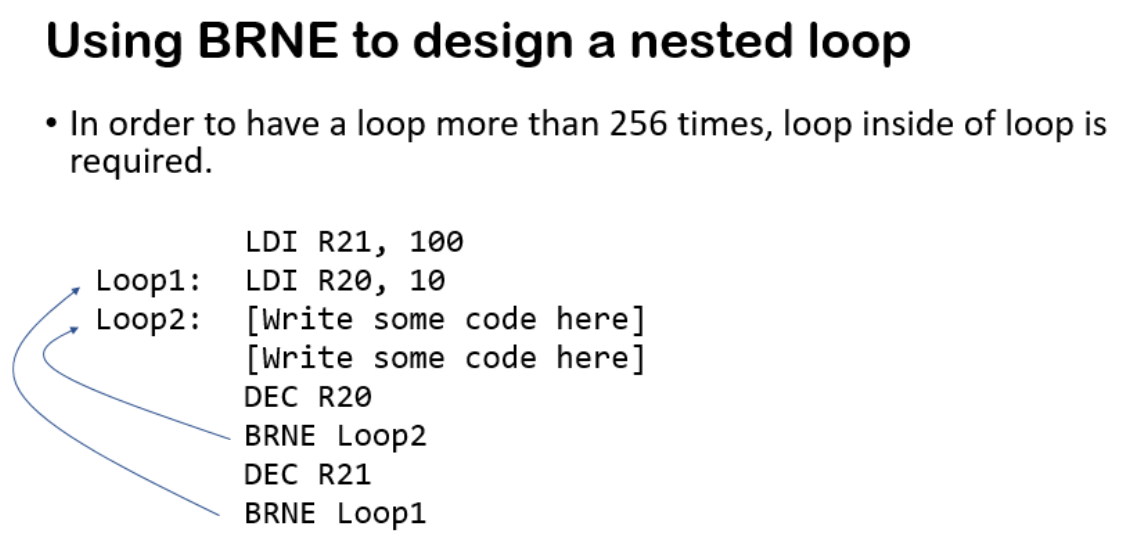 Using BRNE to design a nested loop
• In order to have a loop more than 256 times, loop inside of loop is
required.
LDI R21, 100
Loop1: LDI R20, 10
Loop2: [Write some code here]
[Write some code here]
DEC R20
BRNE Loop2
DEC R21
BRNE Loop1